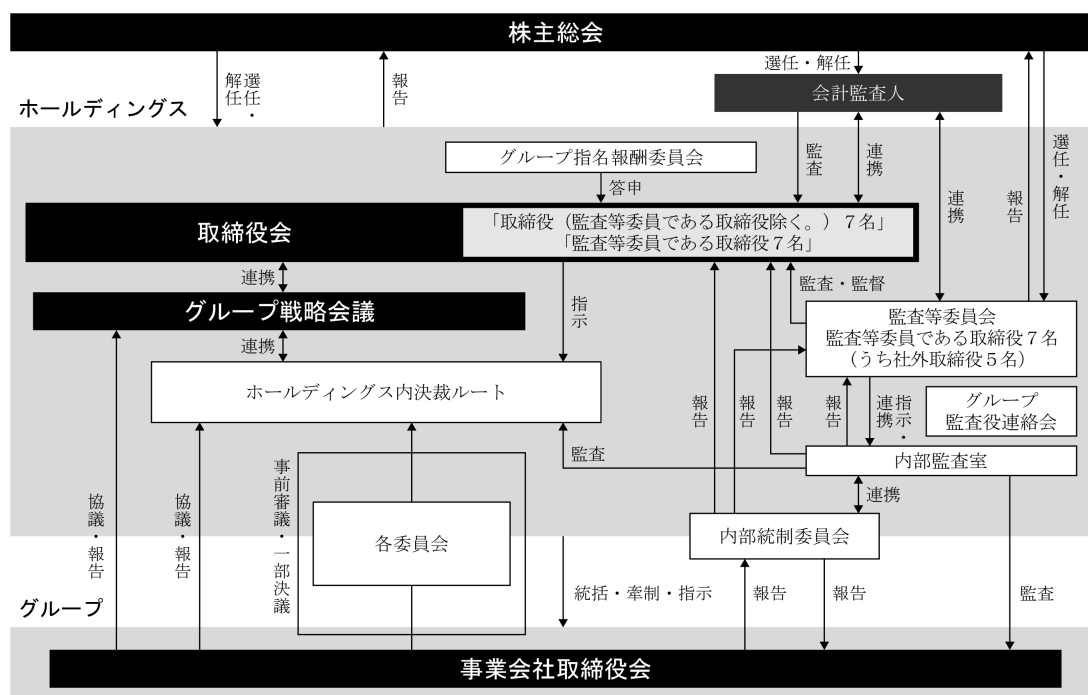 株主総会
選任・
解任
報告
選任・解任
会計監査人
ホールディングス
グループ指名報酬委員会
答申
監査
連携
連携
報告
選任・解任
取締役会
「取締役（監査等委員である取締役除く。）７名」
「監査等委員である取締役７名」
連携
グループ戦略会議
指示
監査・監督
監査等委員会
監査等委員である取締役７名
（うち社外取締役５名）
連携
ホールディングス内決裁ルート
報告
報告
報告
報告
指示・
連携
グループ
監査役連絡会
監査
内部監査室
連携
事前審議・一部決議
協議・報告
協議・報告
各委員会
内部統制委員会
グループ
統括・牽制・指示
報告
報告
監査
事業会社取締役会